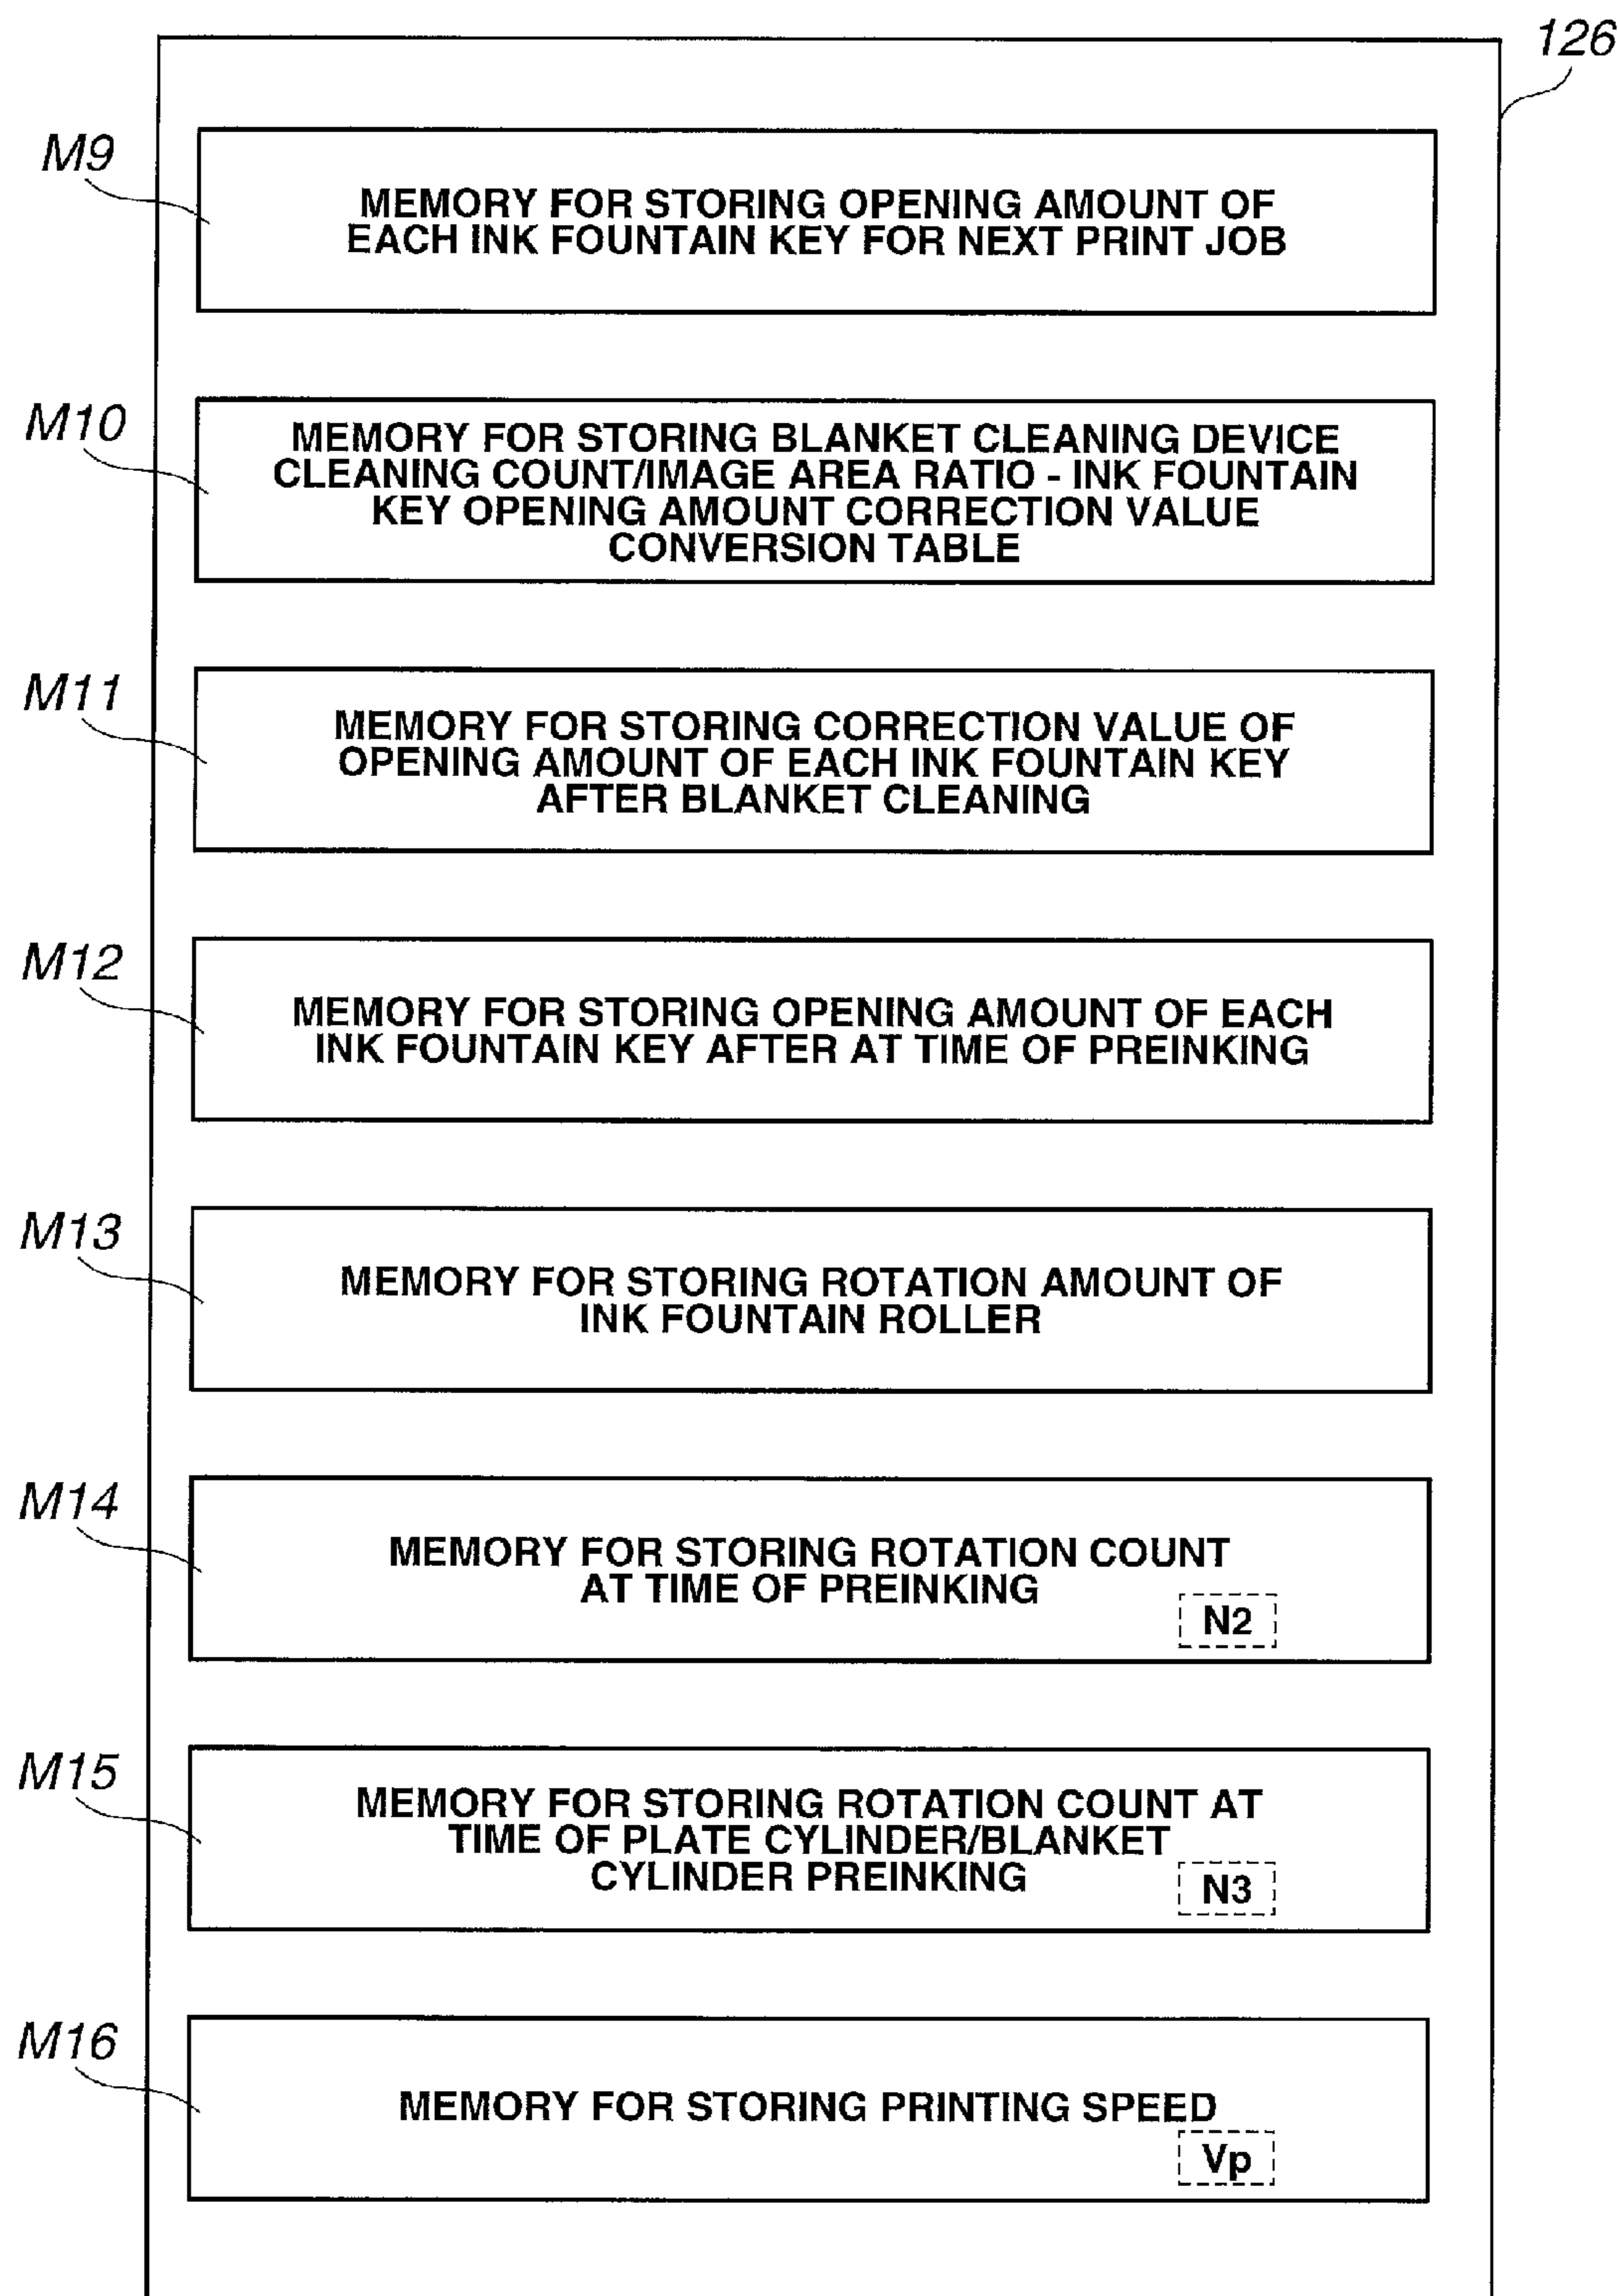 126
M9
MEMORY FOR STORING OPENING AMOUNT OF
EACH INK FOUNTAIN KEY FOR NEXT PRINT JOB
M10
MEMORY FOR STORING BLANKET CLEANING DEVICE
CLEANING COUNT/IMAGE AREA RATIO - INK FOUNTAIN
KEY OPENING AMOUNT CORRECTION VALUE
CONVERSION TABLE
M11
MEMORY FOR STORING CORRECTION VALUE OF
OPENING AMOUNT OF EACH INK FOUNTAIN KEY
AFTER BLANKET CLEANING
M12
MEMORY FOR STORING OPENING AMOUNT OF EACH
INK FOUNTAIN KEY AFTER AT TIME OF PREINKING
M13
MEMORY FOR STORING ROTATION AMOUNT OF
INK FOUNTAIN ROLLER
M14
MEMORY FOR STORING ROTATION COUNT
AT TIME OF PREINKING
N2
M15
MEMORY FOR STORING ROTATION COUNT AT
TIME OF PLATE CYLINDER/BLANKET
CYLINDER PREINKING
N3
M16
MEMORY FOR STORING PRINTING SPEED
Vp